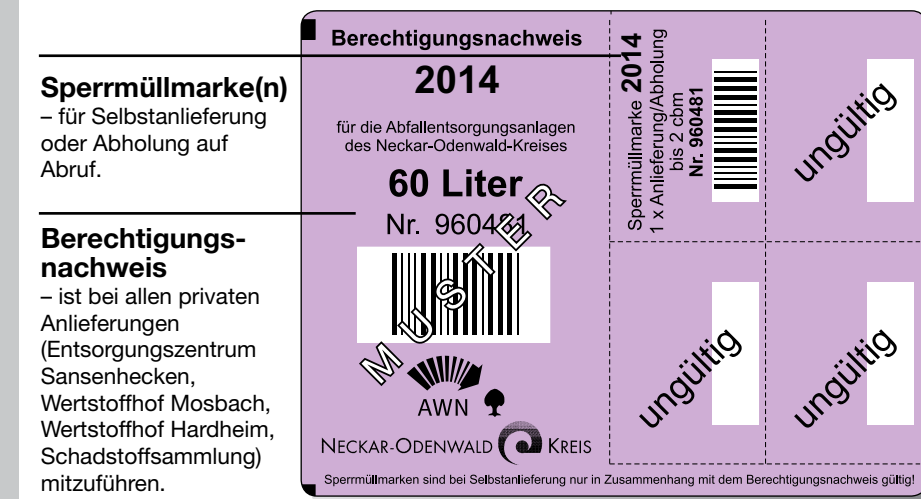 Sperrmüllmarke(n)
– für Selbstanlieferung
oder Abholung auf
Abruf.
Berechtigungs-
nachweis
– ist bei allen privaten
Anlieferungen
(Entsorgungszentrum
Sansenhecken,
Wertstoffhof Mosbach,
Wertstoffhof Hardheim,
Schadstoffsammlung)
mitzuführen.
Berechtigungsnachweis
2014
für die Abfallentsorgungsanlagen
des Neckar-Odenwald-Kreises
60 Liter
Nr. 960481
MUSTER
AWN
NECKAR-ODENWALD KREIS
Sperrmüllmarke 2014
1 x Anlieferung/Abholung
bis 2 cbm
Nr. 960481
ungültig
ungültig
ungültig
Sperrmüllmarken sind bei Selbstanlieferung nur in Zusammenhang mit dem Berechtigungsnachweis gültig!